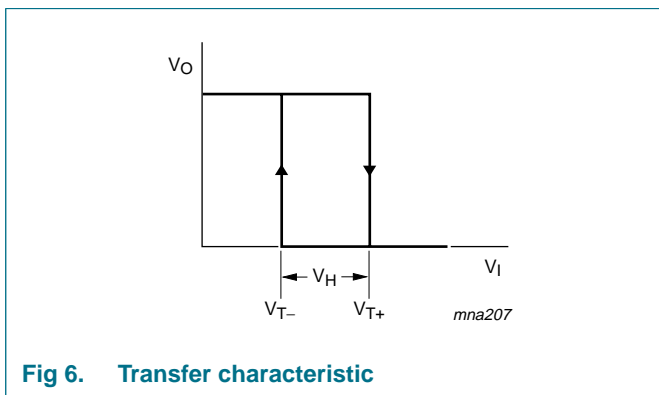 VO
VH
VI
VT−
VT+
mna207
Fig 6. Transfer characteristic